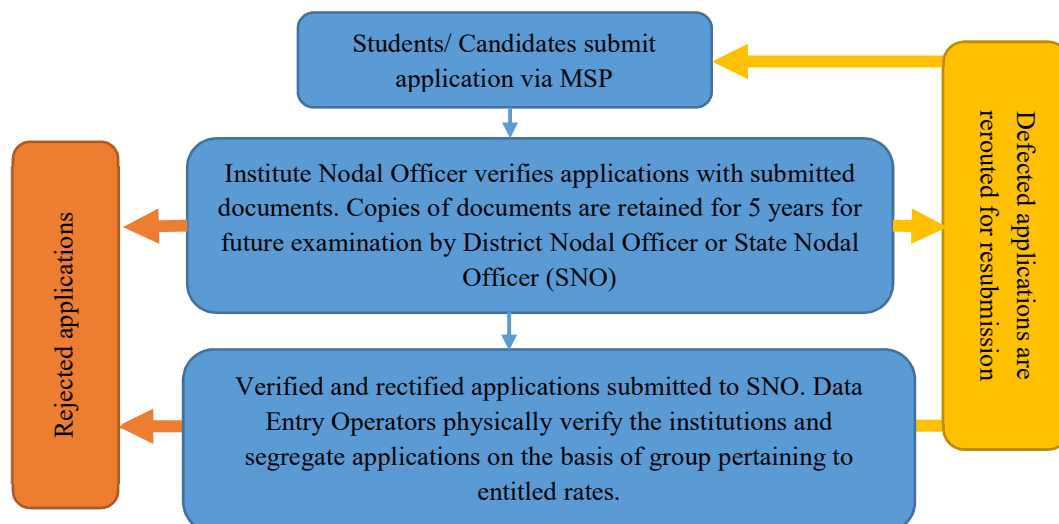 Students/ Candidates submit
application via MSP
Institute Nodal Officer verifies applications with submitted
documents. Copies of documents are retained for 5 years for
future examination by District Nodal Officer or State Nodal
Officer (SNO)
Verified and rectified applications submitted to SNO. Data
Entry Operators physically verify the institutions and
segregate applications on the basis of group pertaining to
entitled rates.
Rejected applications
Defected applications are
rerouted for resubmission